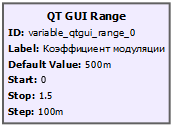 QT GUI Range
ID: variable_qtgui_range_0
Label: Коэффициент модуляции
Default Value: 500m
Start: 0
Stop: 1.5
Step: 100m